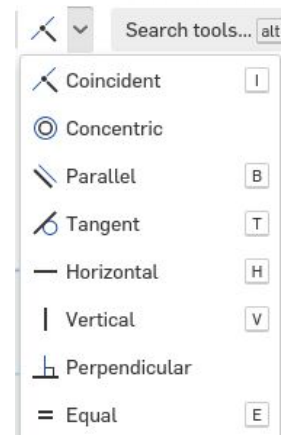 Search tools... alt
Coincident I
Concentric
Parallel B
Tangent T
Horizontal H
Vertical V
Perpendicular
Equal E